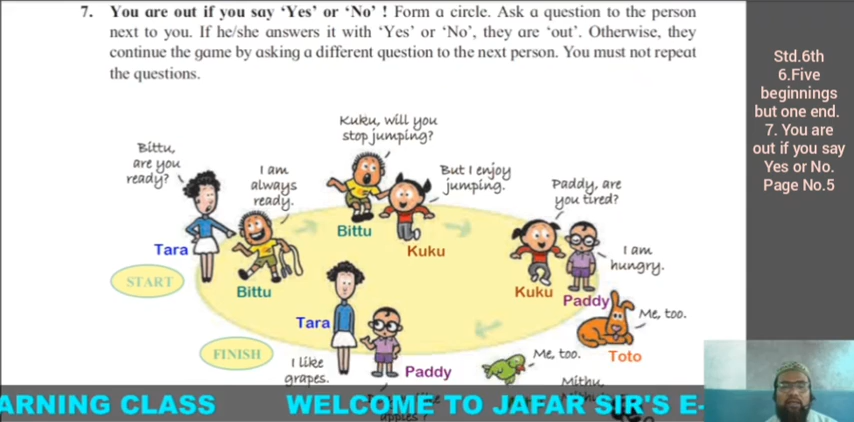 7. You are out if you say ‘Yes’ or ‘No’ ! Form a circle. Ask a question to the person
next to you. If he/she answers it with ‘Yes’ or ‘No’, they are ‘out’. Otherwise, they
continue the game by asking a different question to the next person. You must not repeat
the questions.
Std.6th
6.Five
beginnings
but one end.
7. You are
out if you say
Yes or No.
Page No.5
Bittu,
are you
ready?
I am
always
ready.
Kuku, will you
stop jumping?
But I enjoy
jumping.
Paddy, are
you tired?
I am
hungry.
Me, too.
Tara
Bittu
Bittu
Kuku
Kuku
Paddy
Toto
START
Tara
Paddy
FINISH
I like
grapes.
Me, too.
Mithu
apples?
ARNING CLASS
WELCOME TO JAFAR SIR'S E-